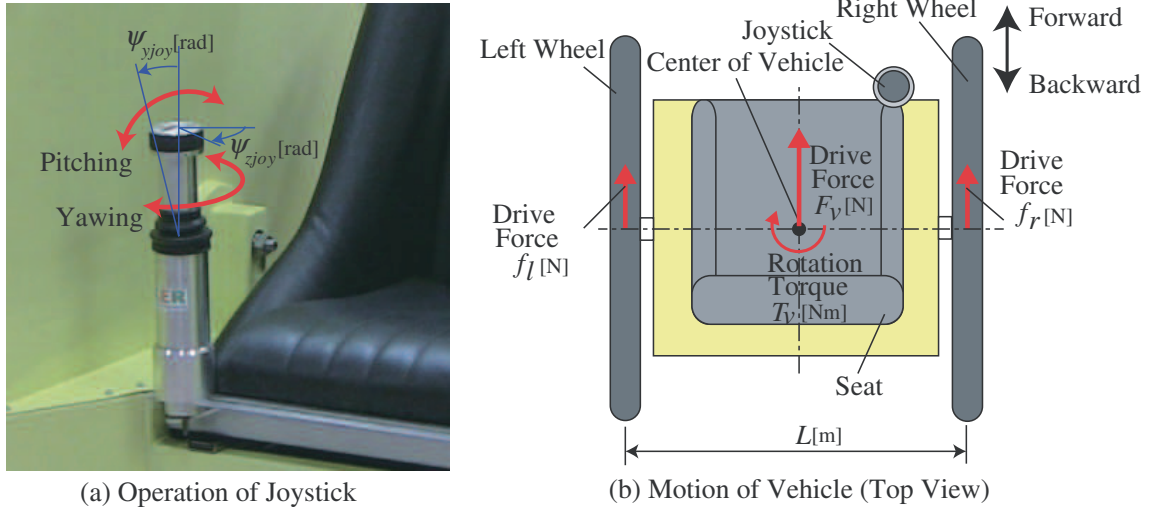 ψyjoy[rad]
ψzjoy[rad]
Pitching
Yawing
ER
(a) Operation of Joystick
Right Wheel
Joystick
Left Wheel
Center of Vehicle
Forward
Backward
Drive
Force
Fv[N]
Drive
Force
fr[N]
Drive
Force
fl[N]
Rotation
Torque
Tv[Nm]
Seat
L[m]
(b) Motion of Vehicle (Top View)